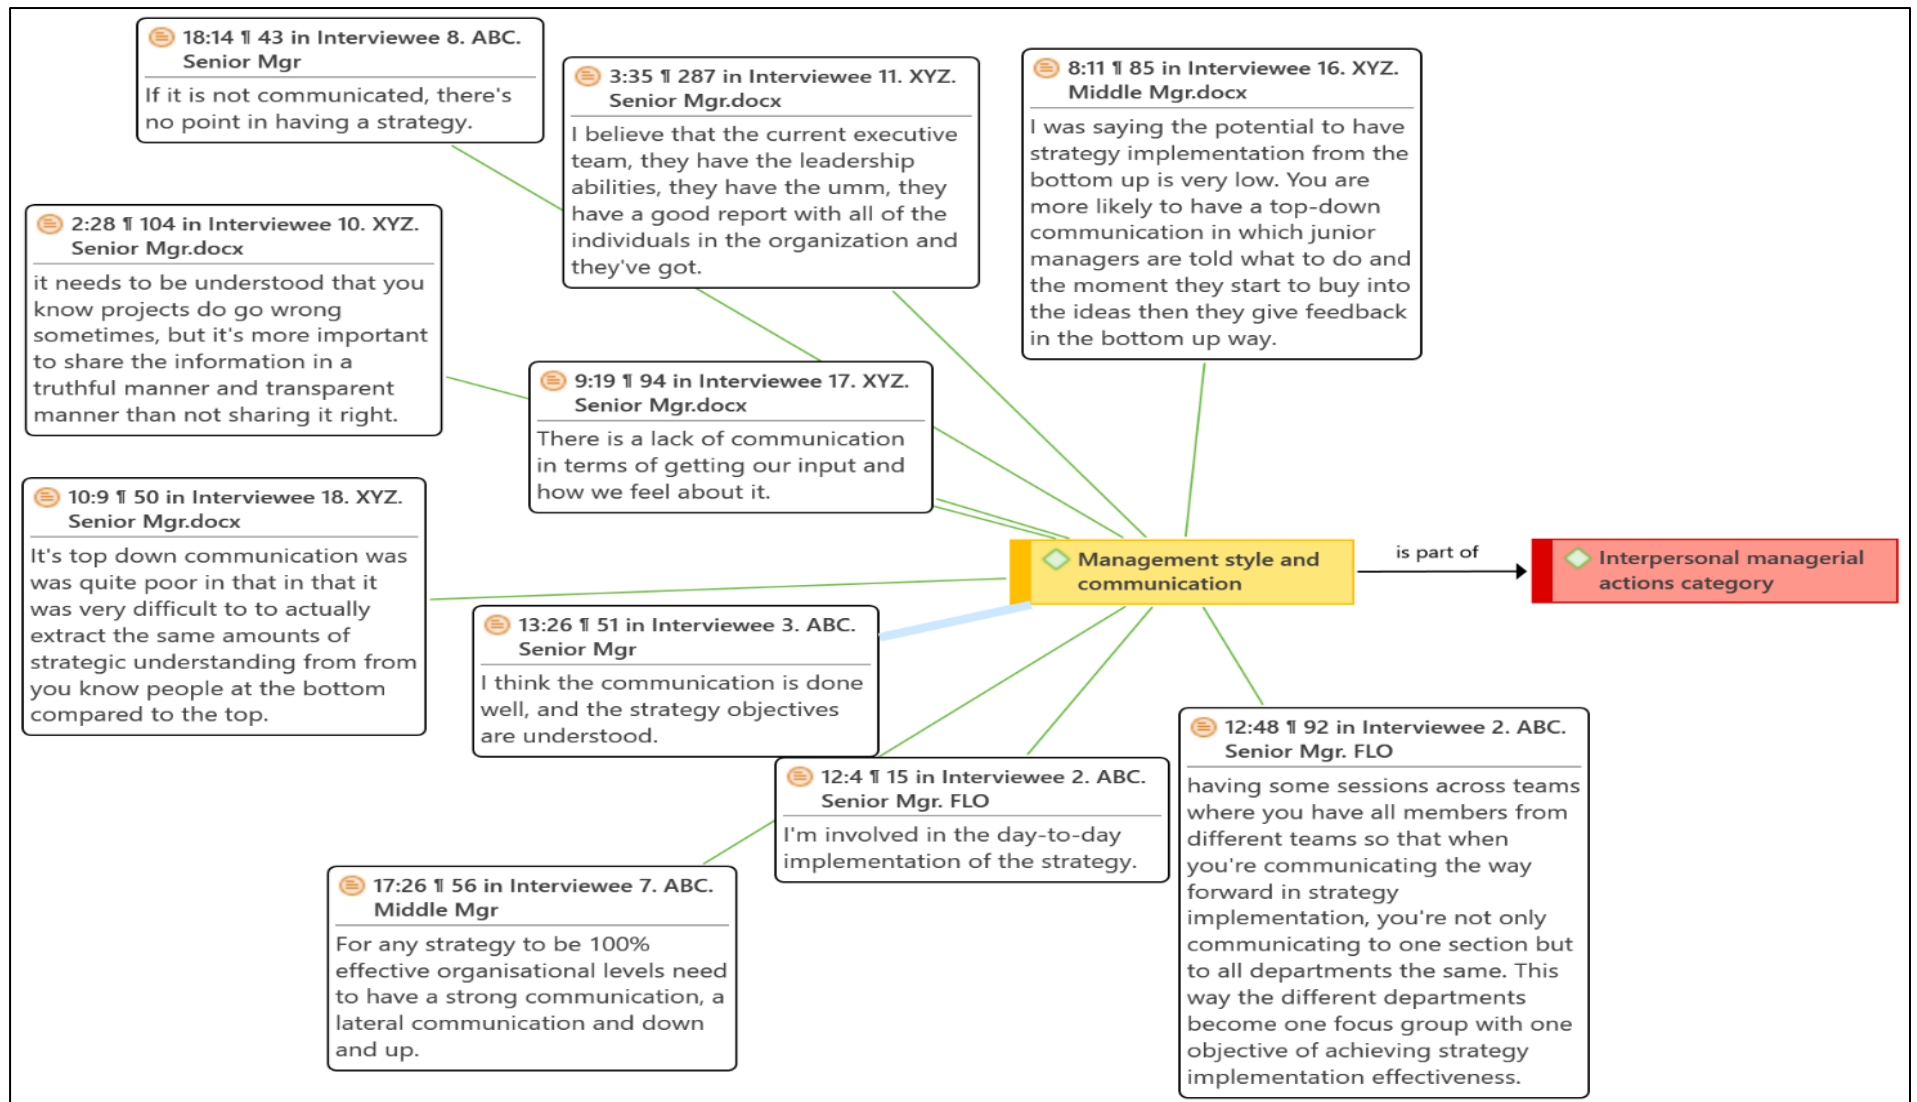 18:14 ¶ 43 in Interviewee 8. ABC.
Senior Mgr
If it is not communicated, there's
no point in having a strategy.
3:35 ¶ 287 in Interviewee 11. XYZ.
Senior Mgr.docx
I believe that the current executive
team, they have the leadership
abilities, they have the umm, they
have a good report with all of the
individuals in the organization and
they've got.
8:11 ¶ 85 in Interviewee 16. XYZ.
Middle Mgr.docx
I was saying the potential to have
strategy implementation from the
bottom up is very low. You are
more likely to have a top-down
communication in which junior
managers are told what to do and
the moment they start to buy into
the ideas then they give feedback
in the bottom up way.
2:28 ¶ 104 in Interviewee 10. XYZ.
Senior Mgr.docx
it needs to be understood that you
know projects do go wrong
sometimes, but it's more important
to share the information in a
truthful manner and transparent
manner than not sharing it right.
9:19 ¶ 94 in Interviewee 17. XYZ.
Senior Mgr.docx
There is a lack of communication
in terms of getting our input and
how we feel about it.
10:9 ¶ 50 in Interviewee 18. XYZ.
Senior Mgr.docx
It's top down communication was
was quite poor in that in that it
was very difficult to to actually
extract the same amounts of
strategic understanding from from
you know people at the bottom
compared to the top.
Management style and
communication
is part of
Interpersonal managerial
actions category
13:26 ¶ 51 in Interviewee 3. ABC.
Senior Mgr
I think the communication is done
well, and the strategy objectives
are understood.
12:4 ¶ 15 in Interviewee 2. ABC.
Senior Mgr. FLO
I'm involved in the day-to-day
implementation of the strategy.
12:48 ¶ 92 in Interviewee 2. ABC.
Senior Mgr. FLO
having some sessions across teams
where you have all members from
different teams so that when
you're communicating the way
forward in strategy
implementation, you're not only
communicating to one section but
to all departments the same. This
way the different departments
become one focus group with one
objective of achieving strategy
implementation effectiveness.
17:26 ¶ 56 in Interviewee 7. ABC.
Middle Mgr
For any strategy to be 100%
effective organisational levels need
to have a strong communication, a
lateral communication and down
and up.